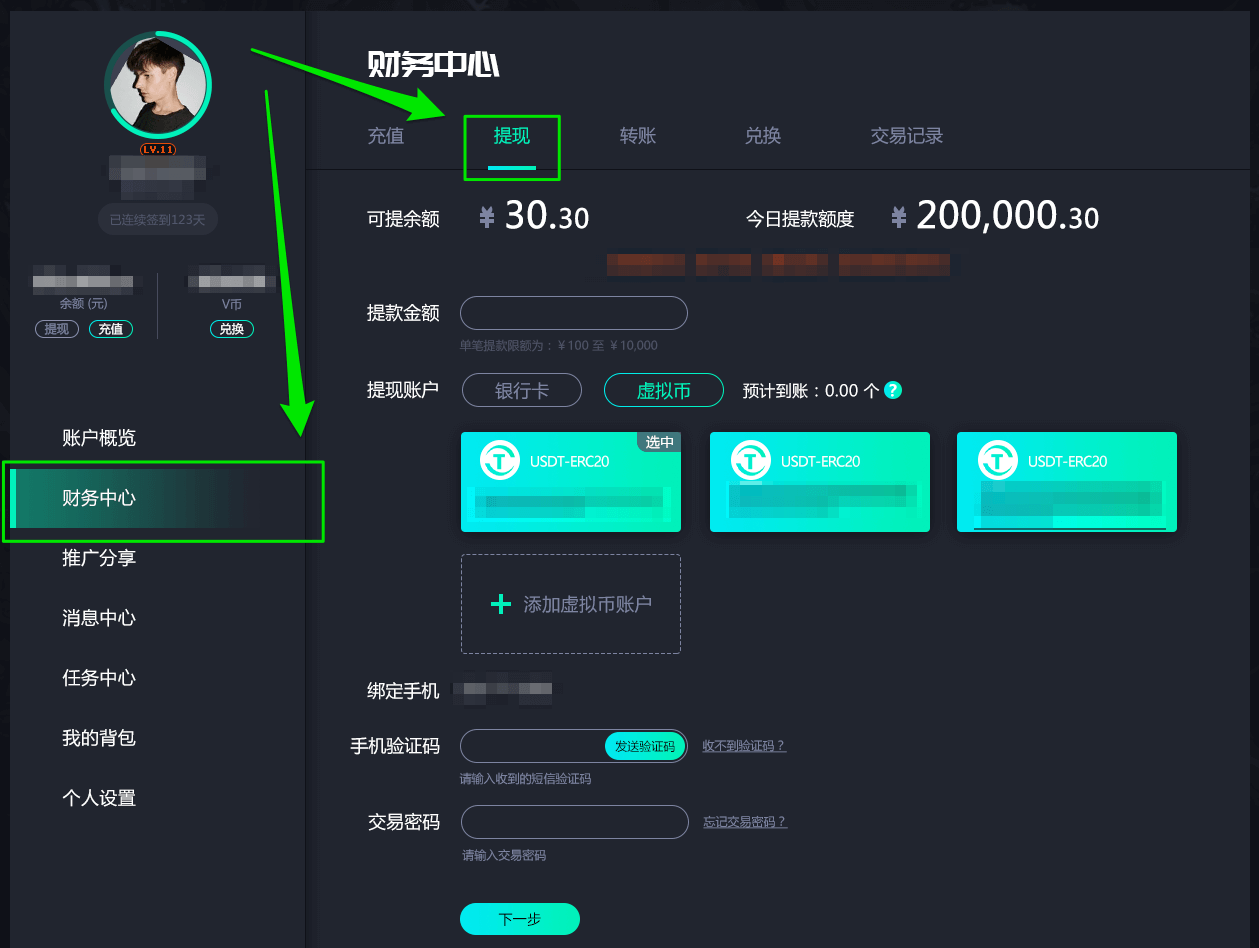 LV.11
已连续签到123天
余额 (元)
提现 充值
V币
兑换
账户概览
财务中心
推广分享
消息中心
任务中心
我的背包
个人设置
财务中心
充值 提现 转账 兑换 交易记录
可提余额 ¥ 30.30 今日提款额度 ¥ 200,000.30
提款金额
单笔提款限额为：¥100 至 ¥10,000
提现账户 银行卡 虚拟币 预计到账：0.00 个 ?
选中
USDT-ERC20 USDT-ERC20 USDT-ERC20
+ 添加虚拟币账户
绑定手机
手机验证码 发送验证码 收不到验证码？
请输入收到的短信验证码
交易密码 忘记交易密码？
请输入交易密码
下一步